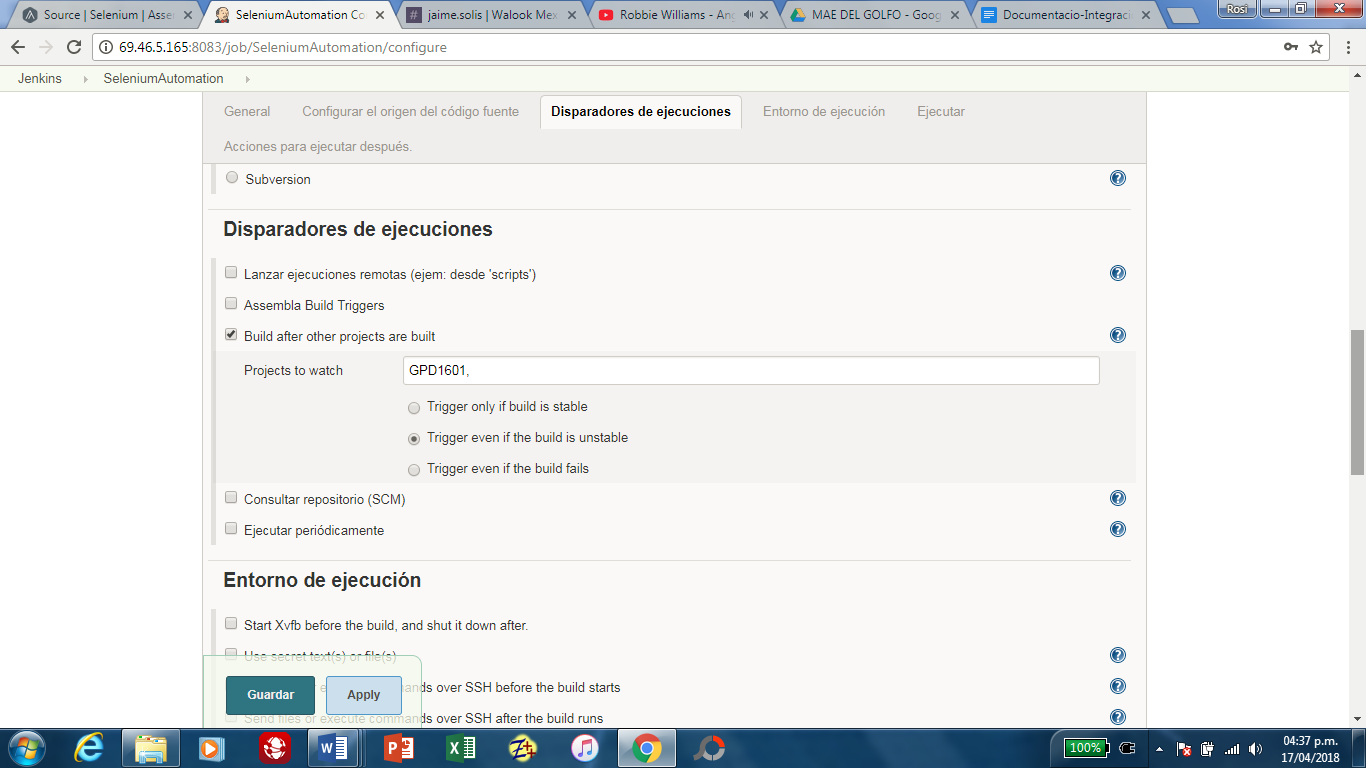 Source | Selenium | Asse
SeleniumAutomation Co
jaime.solis | Walook Mex
Robbie Williams - An
MAE DEL GOLFO - Goog
Documentacio-Integraci
Rosi
69.46.5.165:8083/job/SeleniumAutomation/configure
Jenkins
SeleniumAutomation
General
Configurar el origen del código fuente
Disparadores de ejecuciones
Entorno de ejecución
Ejecutar
Acciones para ejecutar después.
Subversion
Disparadores de ejecuciones
Lanzar ejecuciones remotas (ejem: desde 'scripts')
Assembla Build Triggers
Build after other projects are built
Projects to watch
GPD1601,
Trigger only if build is stable
Trigger even if the build is unstable
Trigger even if the build fails
Consultar repositorio (SCM)
Ejecutar periódicamente
Entorno de ejecución
Start Xvfb before the build, and shut it down after.
Use secret text(s) or file(s)
ands over SSH before the build starts
Guardar
Apply
Send files or execute commands over SSH after the build runs
100%
04:37 p.m.
17/04/2018